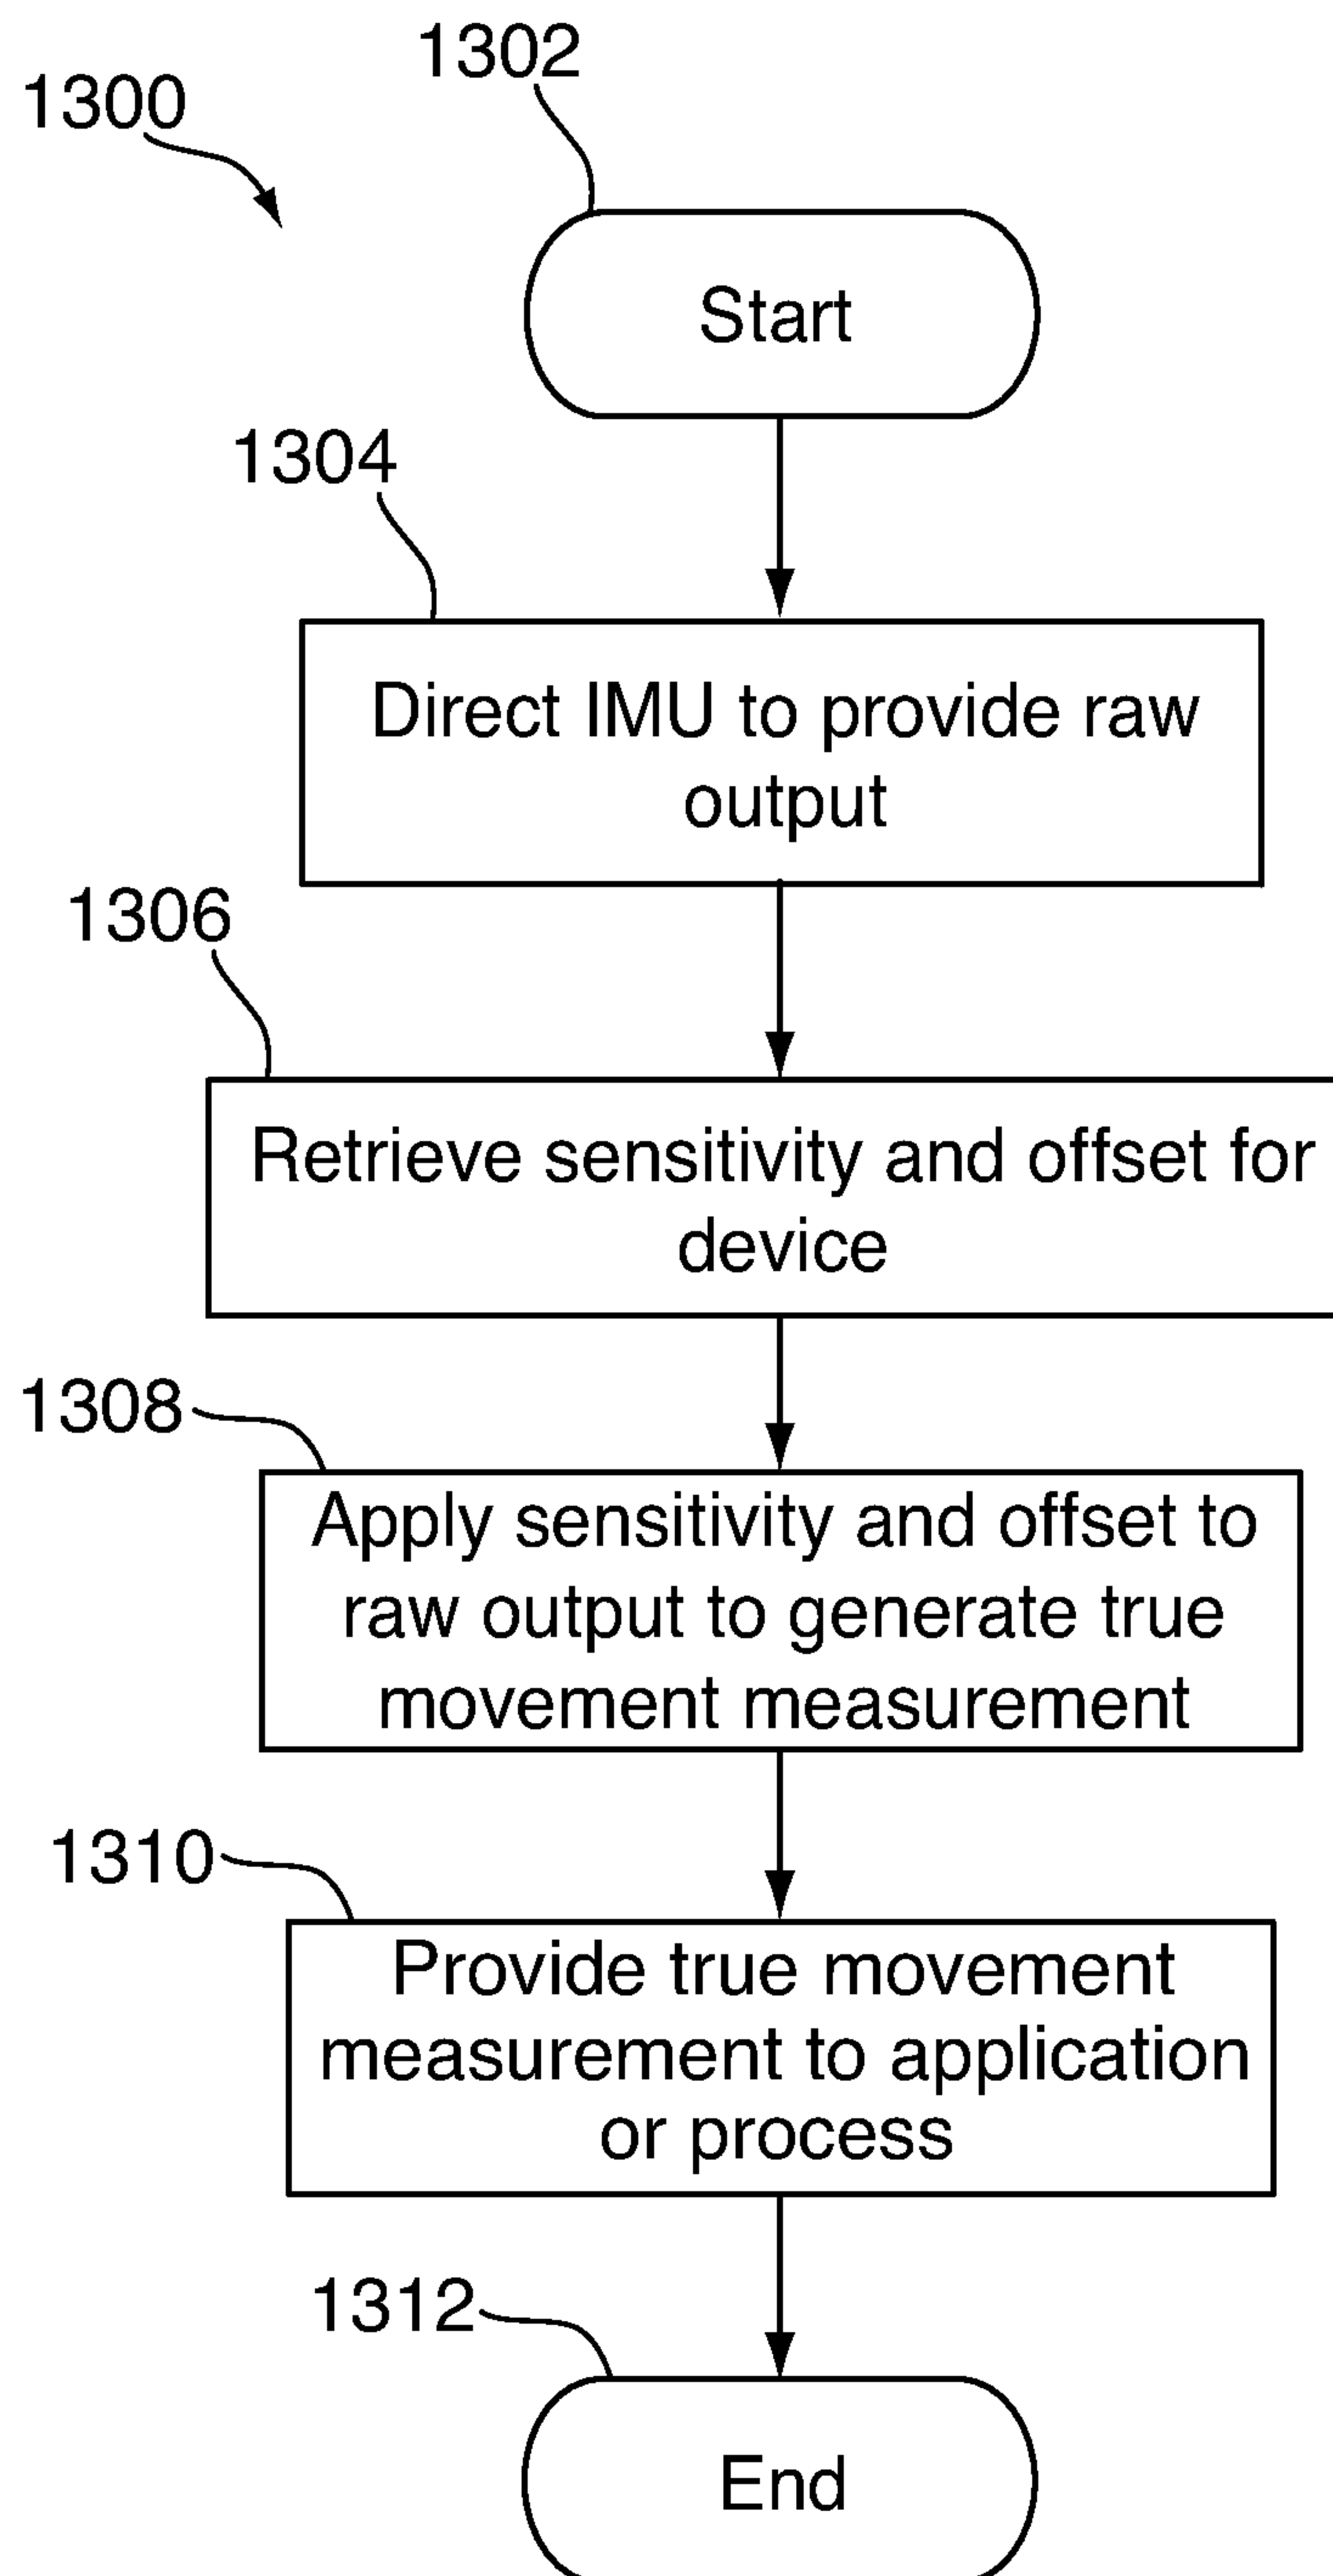 1302
1300
Start
1304
Direct IMU to provide raw
output
1306
Retrieve sensitivity and offset for
device
1308
Apply sensitivity and offset to
raw output to generate true
movement measurement
1310
Provide true movement
measurement to application
or process
1312
End